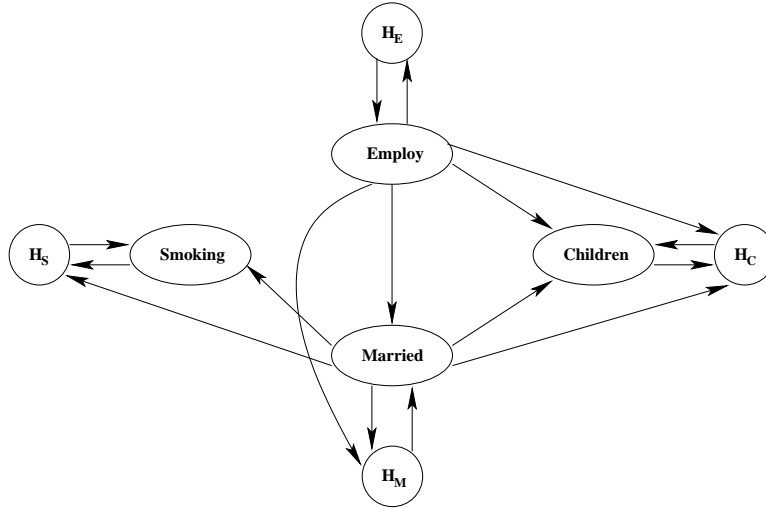 H_E
Employ
H_S
Smoking
Children
H_C
Married
H_M